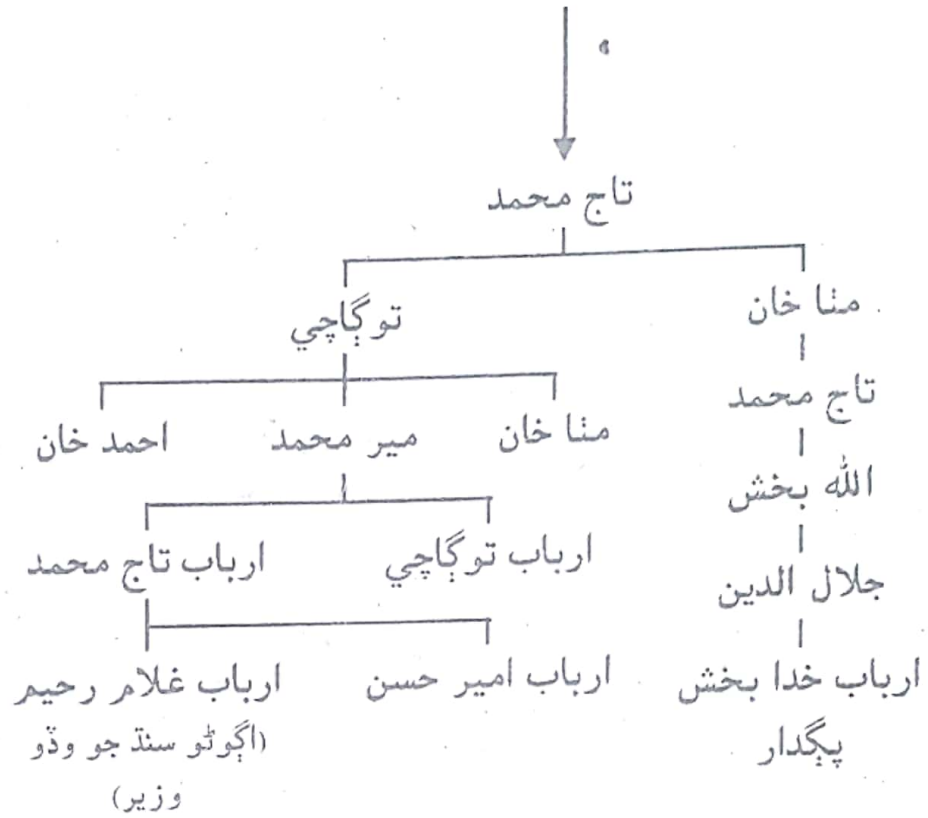 تاج محمد
منا خان
توڳاچي
تاج محمد
منا خان
مير محمد
احمد خان
الله بخش
ارباب توڳاچي
ارباب تاج محمد
جلال الدين
ارباب خدا بخش
پڳدار
ارباب امير حسن
ارباب غلام رحيم
(اڳوڻو سنڌ جو وڏو
وزير)